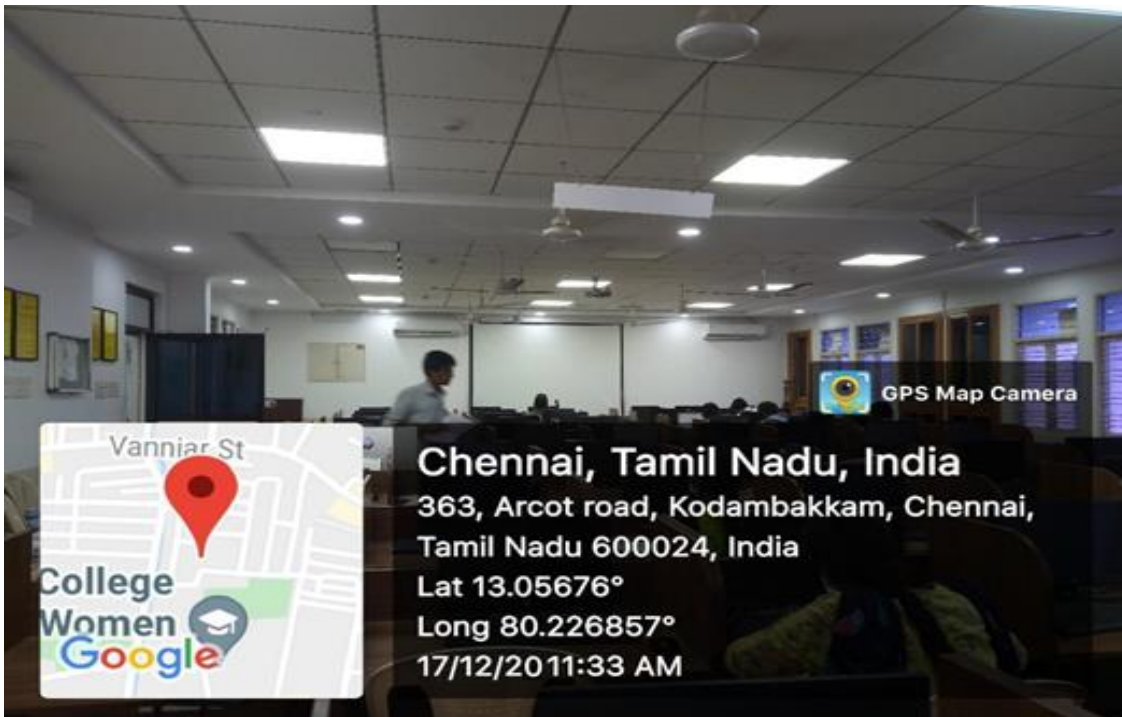 GPS Map Camera
Vanniar St
College
Women
Google
Chennai, Tamil Nadu, India
363, Arcot road, Kodambakkam, Chennai,
Tamil Nadu 600024, India
Lat 13.05676°
Long 80.226857°
17/12/2011:33 AM